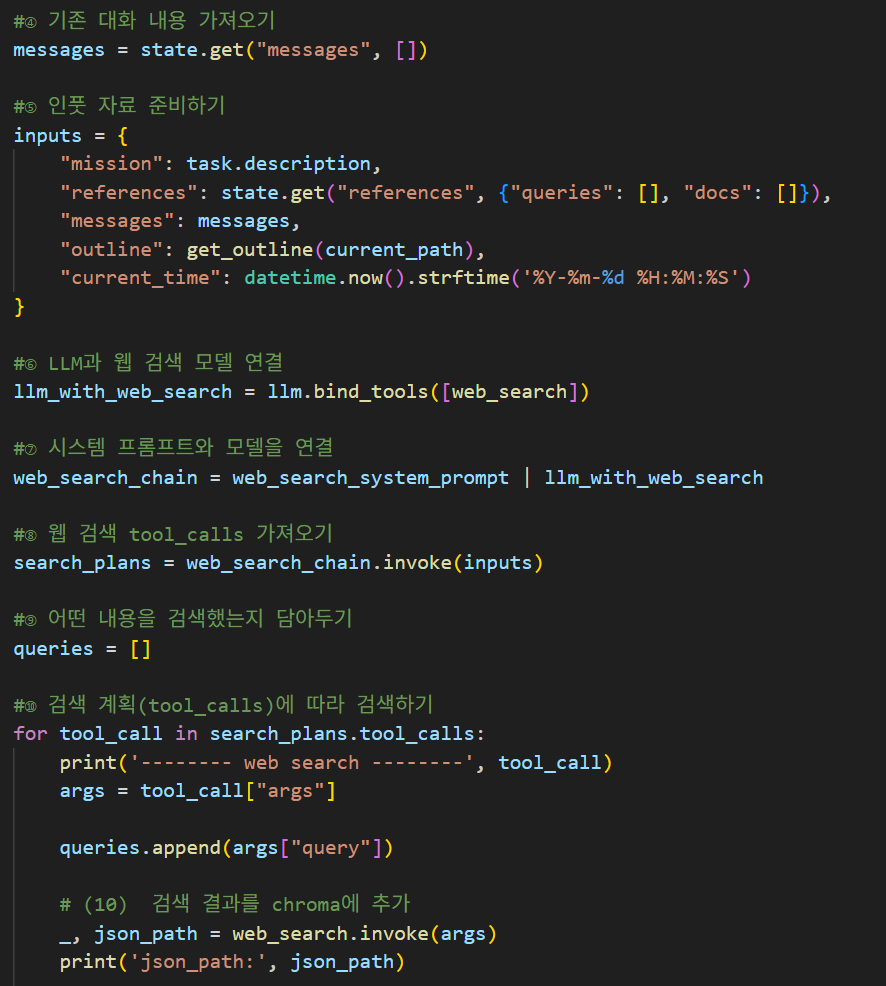 #④ 기존 대화 내용 가져오기
messages = state.get("messages", [])
#⑤ 인풋 자료 준비하기
inputs = {
    "mission": task.description,
    "references": state.get("references", {"queries": [], "docs": []}),
    "messages": messages,
    "outline": get_outline(current_path),
    "current_time": datetime.now().strftime('%Y-%m-%d %H:%M:%S')
}
#⑥ LLM과 웹 검색 모델 연결
llm_with_web_search = llm.bind_tools([web_search])
#⑦ 시스템 프롬프트와 모델을 연결
web_search_chain = web_search_system_prompt | llm_with_web_search
#⑧ 웹 검색 tool_calls 가져오기
search_plans = web_search_chain.invoke(inputs)
#⑨ 어떤 내용을 검색했는지 담아두기
queries = []
#⑩ 검색 계획(tool_calls)에 따라 검색하기
for tool_call in search_plans.tool_calls:
    print('-------- web search --------', tool_call)
    args = tool_call["args"]
    queries.append(args["query"])
    # (10)  검색 결과를 chroma에 추가
    _, json_path = web_search.invoke(args)
    print('json_path:', json_path)